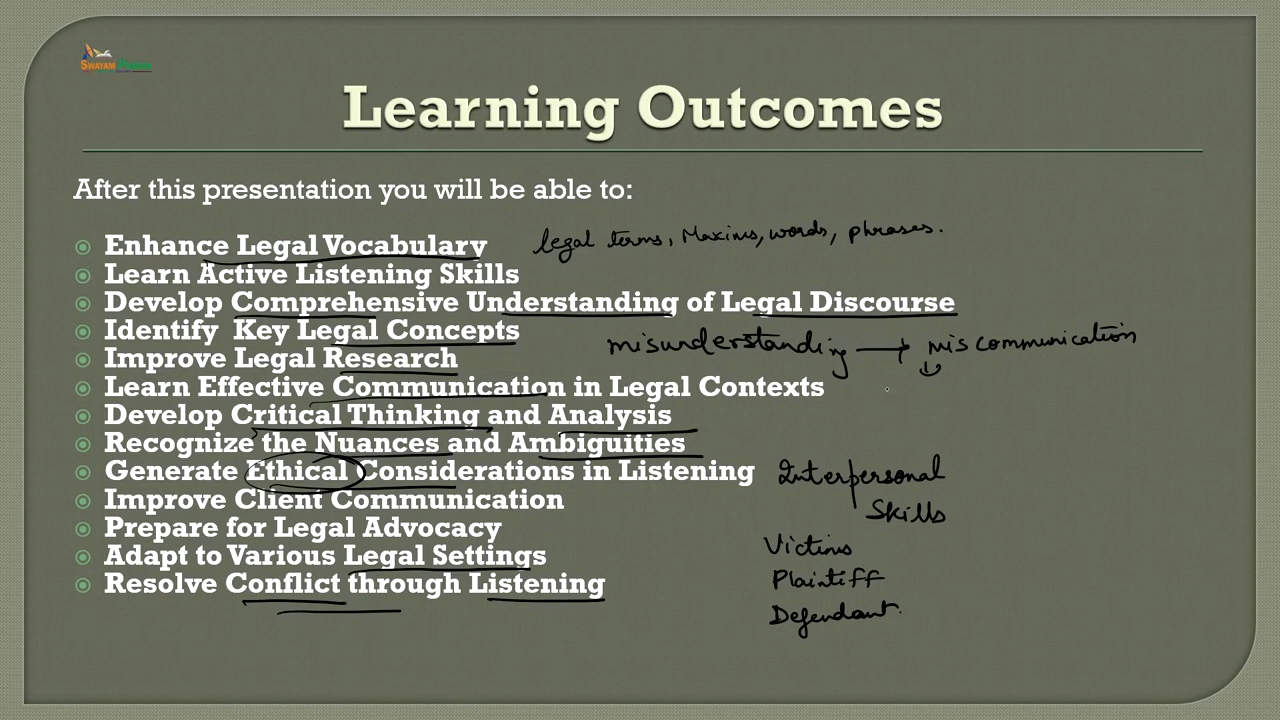 SWAYAM PRABHA
Learning Outcomes
After this presentation you will be able to:
Enhance Legal Vocabulary legal terms, Maxims, words, phrases.
Learn Active Listening Skills
Develop Comprehensive Understanding of Legal Discourse
Identify Key Legal Concepts misunderstanding → miscommunication
Improve Legal Research
Learn Effective Communication in Legal Contexts
Develop Critical Thinking and Analysis
Recognize the Nuances and Ambiguities
Generate Ethical Considerations in Listening Interpersonal
Improve Client Communication Skills
Prepare for Legal Advocacy Victims
Adapt to Various Legal Settings Plaintiff
Resolve Conflict through Listening Defendant.